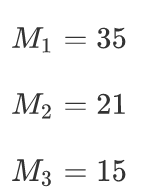 M₁ = 35
M₂ = 21
M₃ = 15